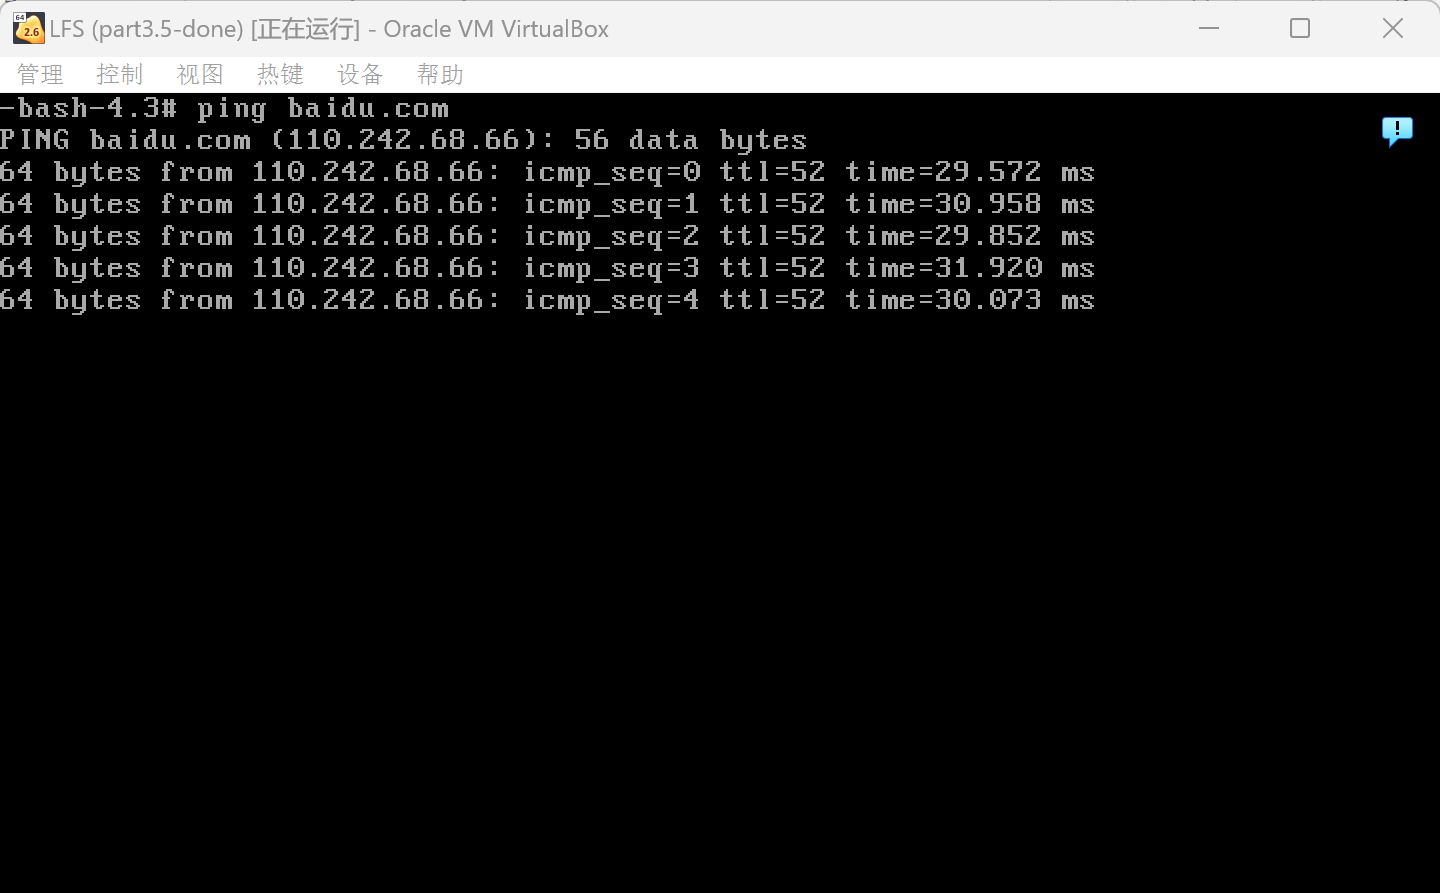 64
2.6
LFS (part3.5-done) [正在运行] - Oracle VM VirtualBox
管理 控制 视图 热键 设备 帮助
-bash-4.3# ping baidu.com
PING baidu.com (110.242.68.66): 56 data bytes
64 bytes from 110.242.68.66: icmp_seq=0 ttl=52 time=29.572 ms
64 bytes from 110.242.68.66: icmp_seq=1 ttl=52 time=30.958 ms
64 bytes from 110.242.68.66: icmp_seq=2 ttl=52 time=29.852 ms
64 bytes from 110.242.68.66: icmp_seq=3 ttl=52 time=31.920 ms
64 bytes from 110.242.68.66: icmp_seq=4 ttl=52 time=30.073 ms